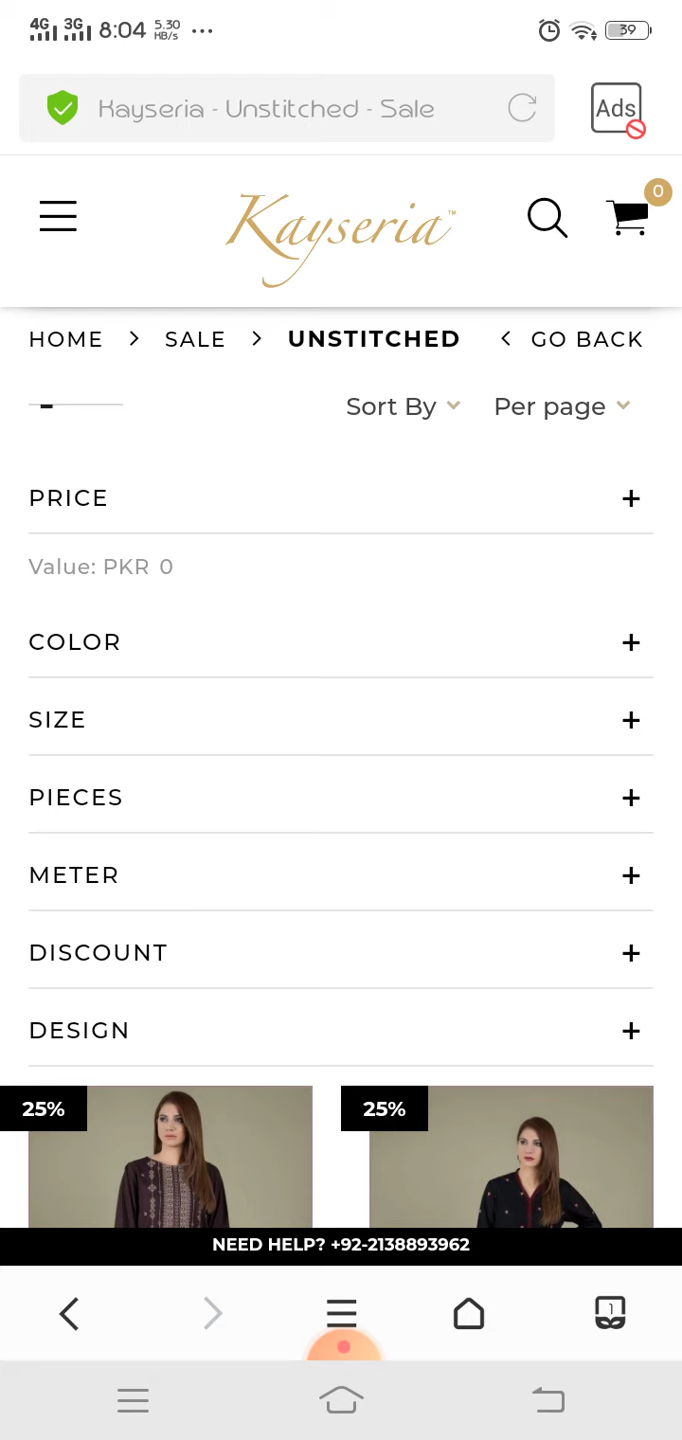 4G 3G 8:04 5.30 KB/s ... 39
Kayseria - Unstitched - Sale Ads
Kayseria™ 0
HOME > SALE > UNSTITCHED < GO BACK
Sort By Per page
PRICE +
Value: PKR 0
COLOR +
SIZE +
PIECES +
METER +
DISCOUNT +
DESIGN +
25% 25%
NEED HELP? +92-2138893962
1